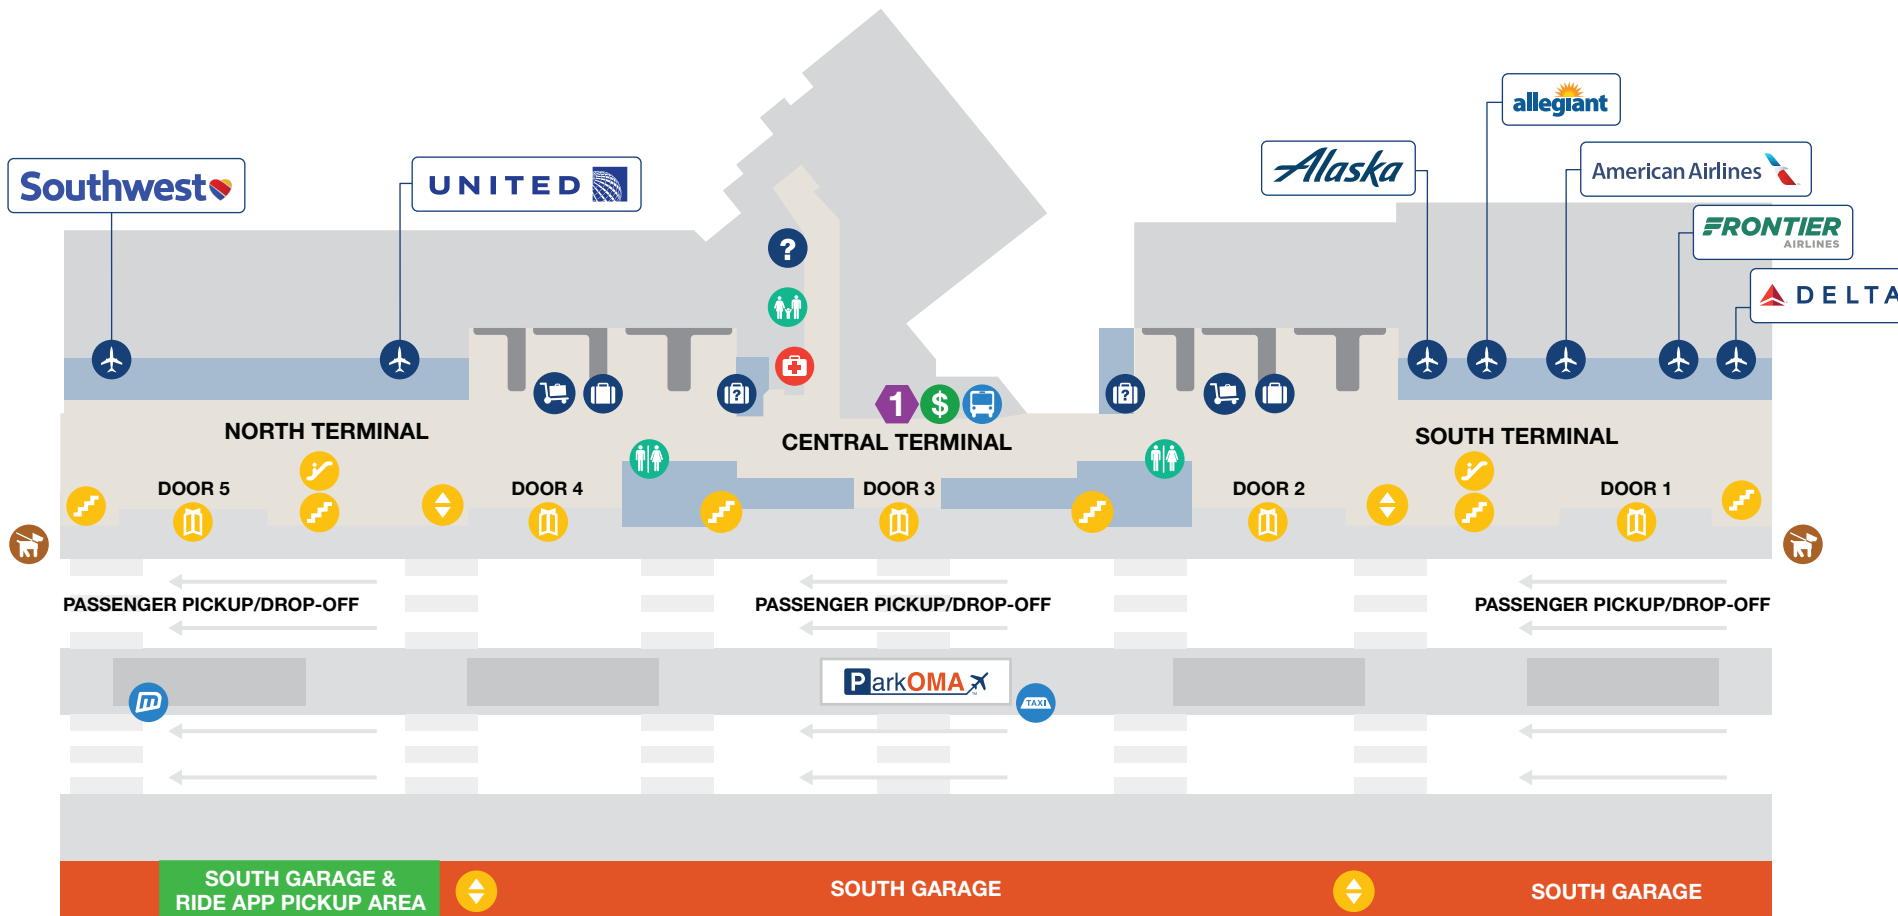 allegiant
Alaska
American Airlines
Southwest
UNITED
FRONTIER
AIRLINES
DELTA
?
1 $
? ?
NORTH TERMINAL
CENTRAL TERMINAL
SOUTH TERMINAL
DOOR 5
DOOR 4
DOOR 3
DOOR 2
DOOR 1
PASSENGER PICKUP/DROP-OFF
PASSENGER PICKUP/DROP-OFF
PASSENGER PICKUP/DROP-OFF
m
ParkOMA
TAXI
SOUTH GARAGE &
RIDE APP PICKUP AREA
SOUTH GARAGE
SOUTH GARAGE